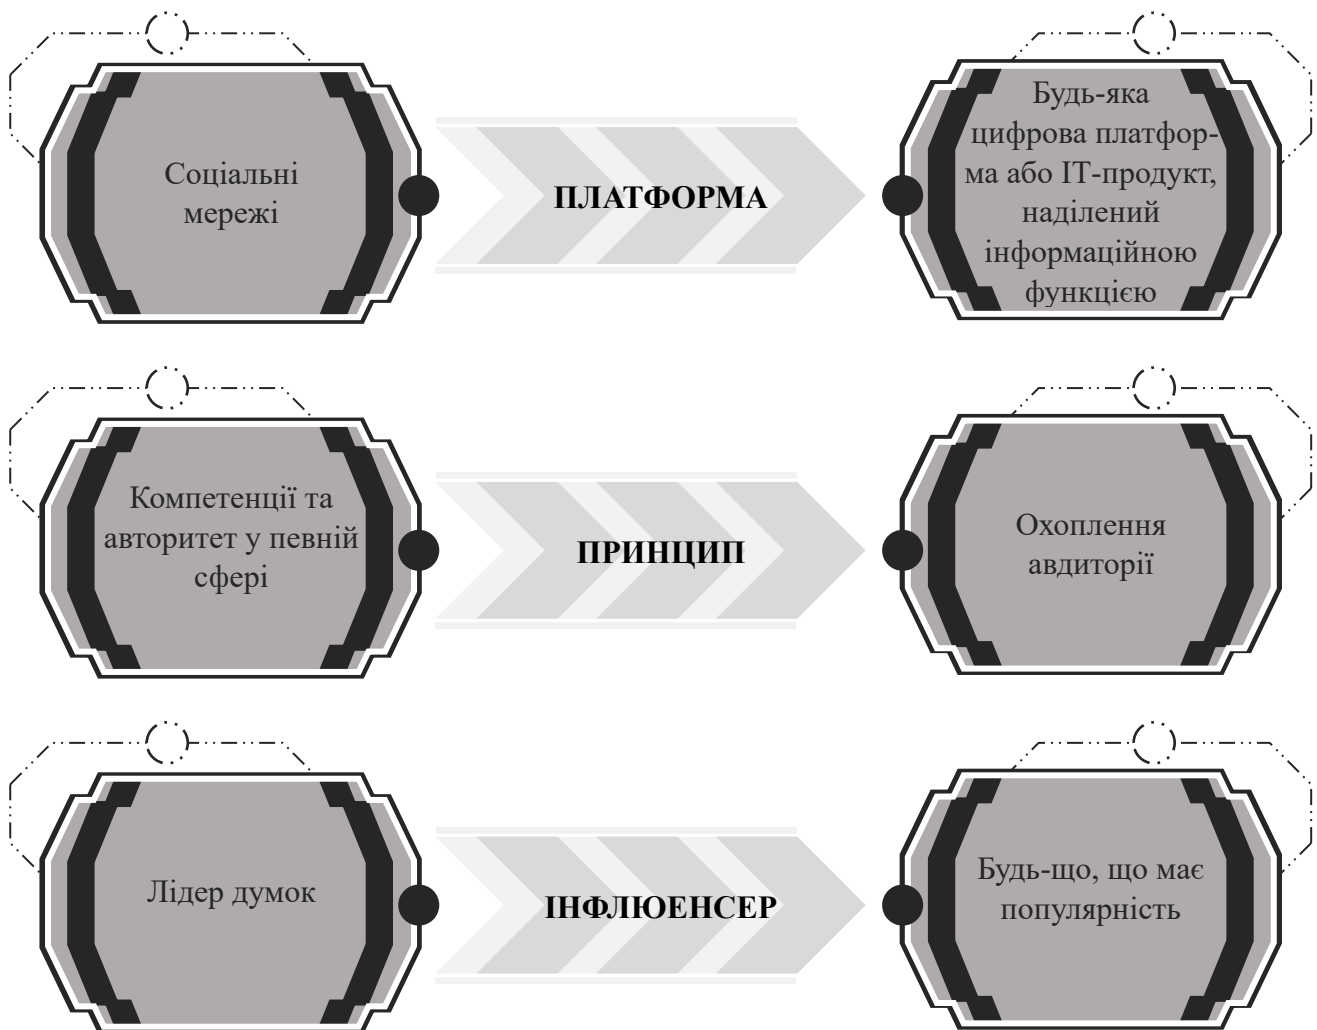 Соціальні
мережі
ПЛАТФОРМА
Будь-яка
цифрова платфор-
ма або ІТ-продукт,
наділений
інформаційною
функцією
Компетенції та
авторитет у певній
сфері
ПРИНЦИП
Охоплення
авдиторії
Лідер думок
ІНФЛЮЕНСЕР
Будь-що, що має
популярність